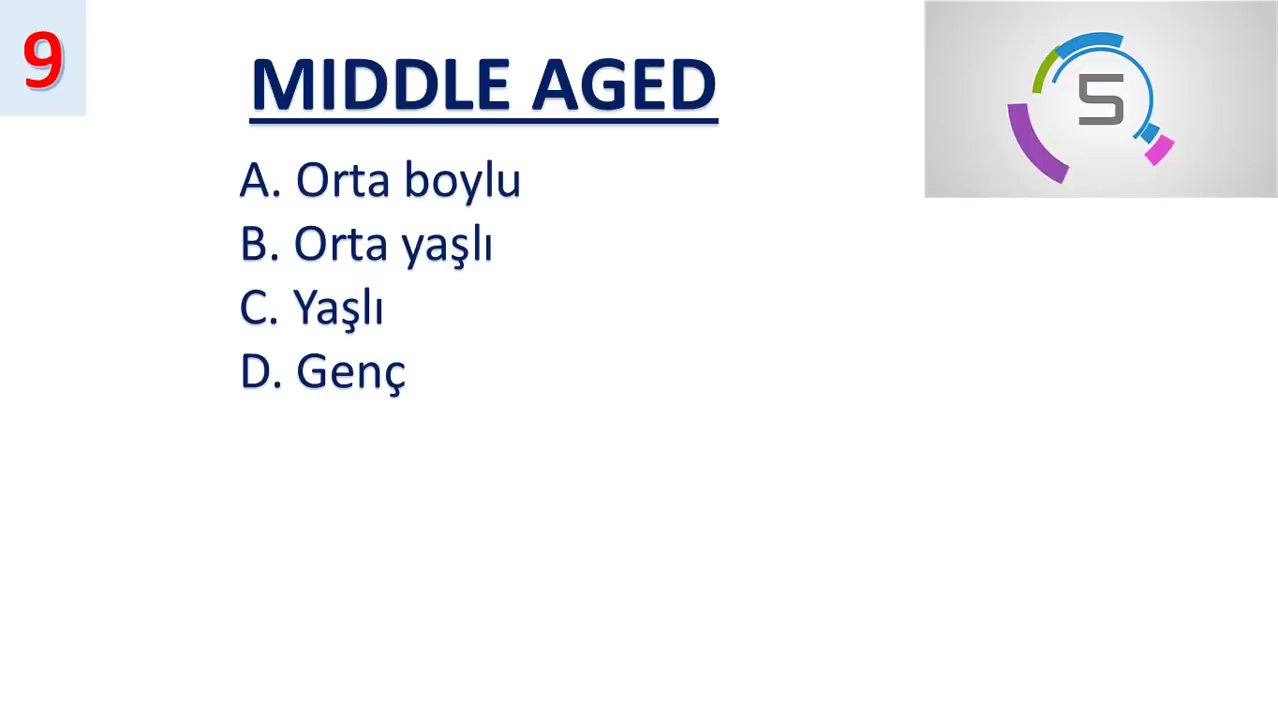 9
MIDDLE AGED
5
A. Orta boylu
B. Orta yaşlı
C. Yaşlı
D. Genç